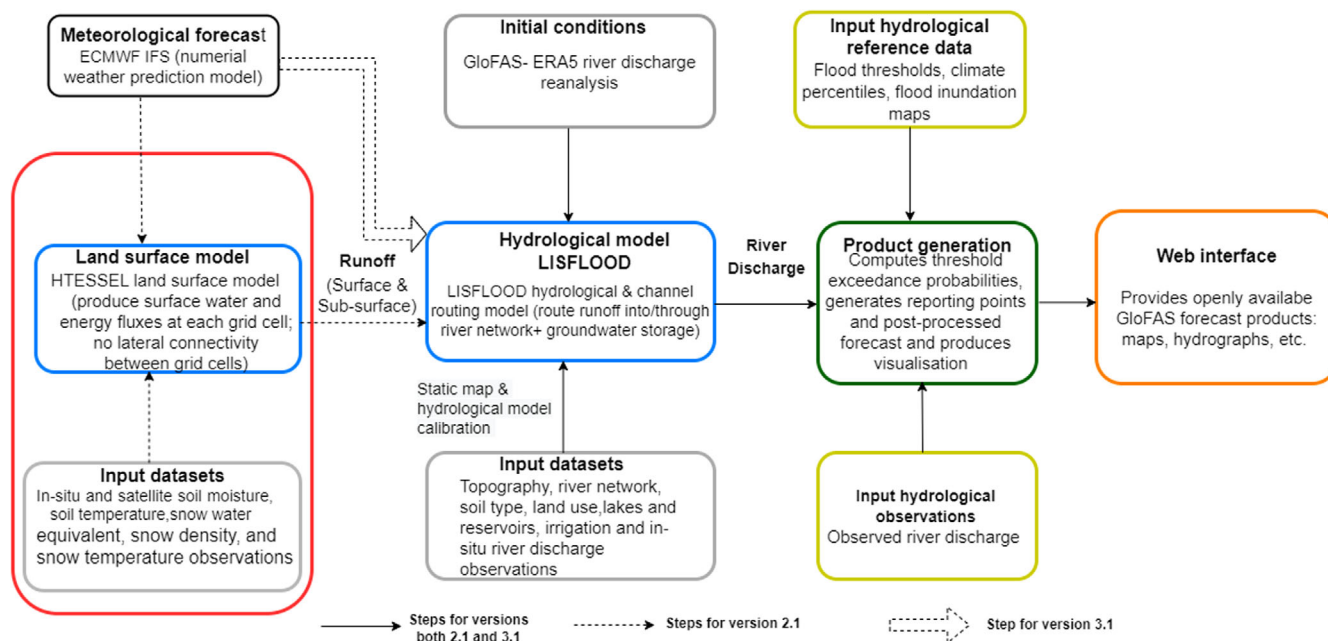 Meteorological forecast
ECMWF IFS (numerial
weather prediction model)
Initial conditions
GloFAS- ERA5 river discharge
reanalysis
Input hydrological
reference data
Flood thresholds, climate
percentiles, flood inundation
maps
Land surface model
HTESSEL land surface model
(produce surface water and
energy fluxes at each grid cell;
no lateral connectivity
between grid cells)
Runoff
(Surface &
Sub-surface)
Hydrological model
LISFLOOD
LISFLOOD hydrological & channel
routing model (route runoff into/through
river network+ groundwater storage)
River
Discharge
Product generation
Computes threshold
exceedance probabilities,
generates reporting points
and post-processed
forecast and produces
visualisation
Web interface
Provides openly availabe
GloFAS forecast products:
maps, hydrographs, etc.
Static map &
hydrological model
calibration
Input datasets
In-situ and satellite soil moisture,
soil temperature,snow water
equivalent, snow density, and
snow temperature observations
Input datasets
Topography, river network,
soil type, land use,lakes and
reservoirs, irrigation and in-
situ river discharge
observations
Input hydrological
observations
Observed river discharge
Steps for versions
both 2.1 and 3.1
Steps for version 2.1
Step for version 3.1